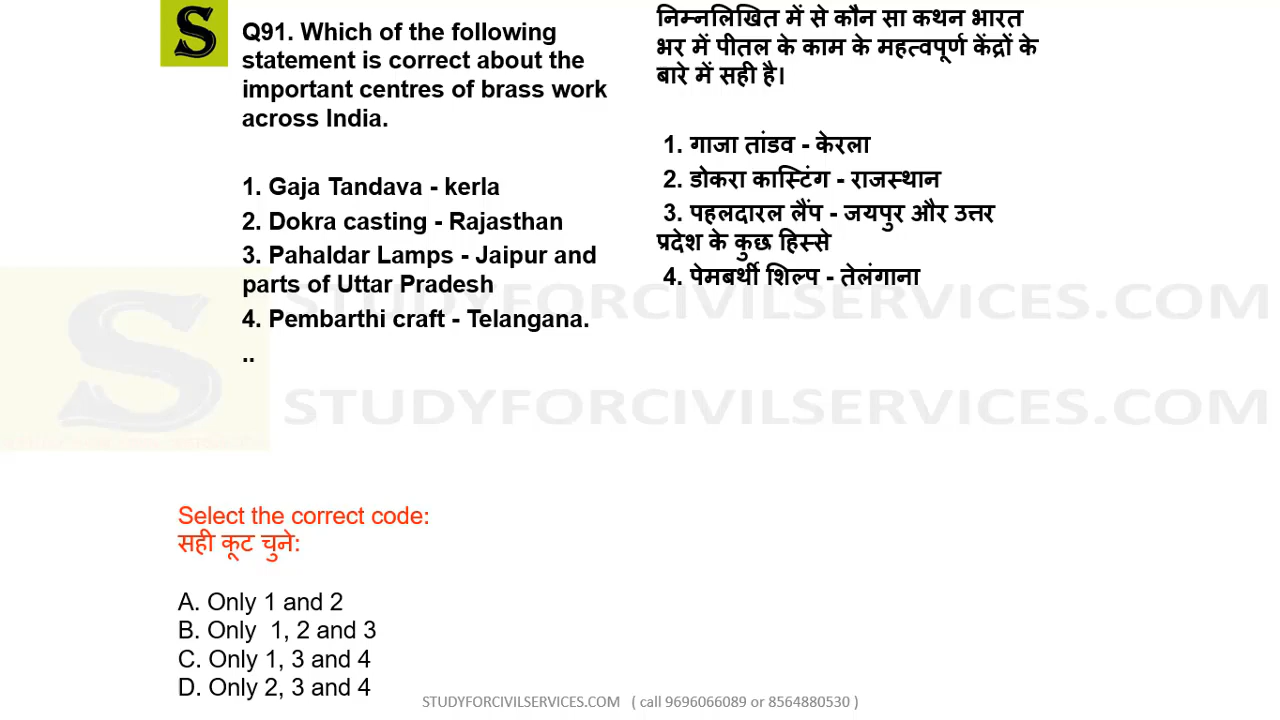 S
Q91. Which of the following
statement is correct about the
important centres of brass work
across India.
1. Gaja Tandava - kerla
2. Dokra casting - Rajasthan
3. Pahaldar Lamps - Jaipur and
parts of Uttar Pradesh
4. Pembarthi craft - Telangana.
..
निम्नलिखित में से कौन सा कथन भारत
भर में पीतल के काम के महत्वपूर्ण केंद्रों के
बारे में सही है।
1. गाजा तांडव - केरला
2. डोकरा कास्टिंग - राजस्थान
3. पहलदारल लैंप - जयपुर और उत्तर
प्रदेश के कुछ हिस्से
4. पेमबर्थी शिल्प - तेलंगाना
STUDYFORCIVILSERVICES.COM
S
STUDYFORCIVILSERVICES.COM
Select the correct code:
सही कूट चुने:
A. Only 1 and 2
B. Only  1, 2 and 3
C. Only 1, 3 and 4
D. Only 2, 3 and 4
STUDYFORCIVILSERVICES.COM   ( call 9696066089 or 8564880530 )